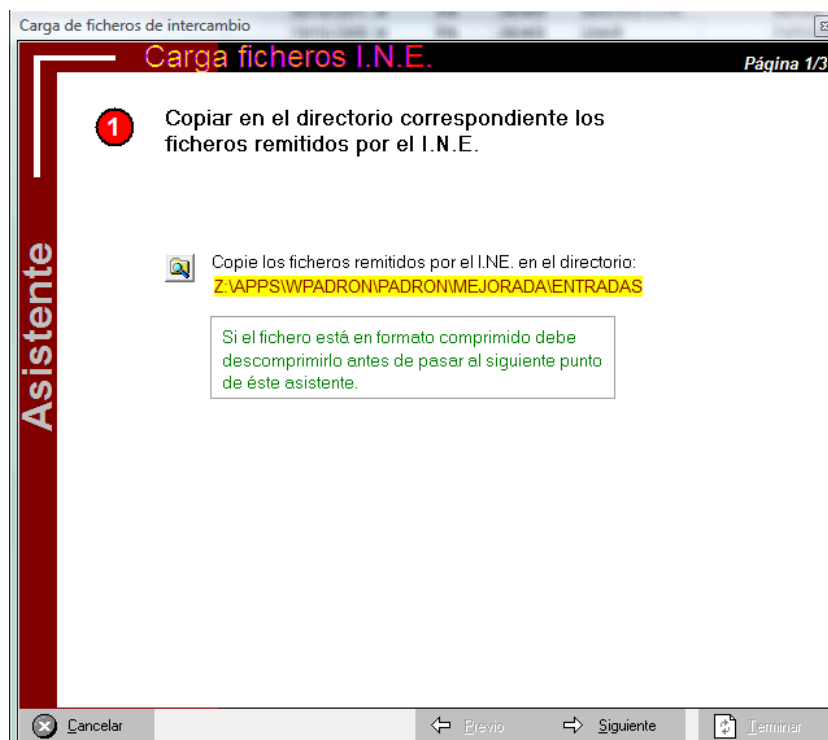 Carga de ficheros de intercambio
Carga ficheros I.N.E.
Página 1/3
1
Copiar en el directorio correspondiente los
ficheros remitidos por el I.N.E.
Asistente
Copie los ficheros remitidos por el I.NE. en el directorio:
Z:\APPS\WPADRON\PADRON\MEJORADA\ENTRADAS
Si el fichero está en formato comprimido debe
descomprimirlo antes de pasar al siguiente punto
de éste asistente.
Cancelar
Previo
Siguiente
Terminar